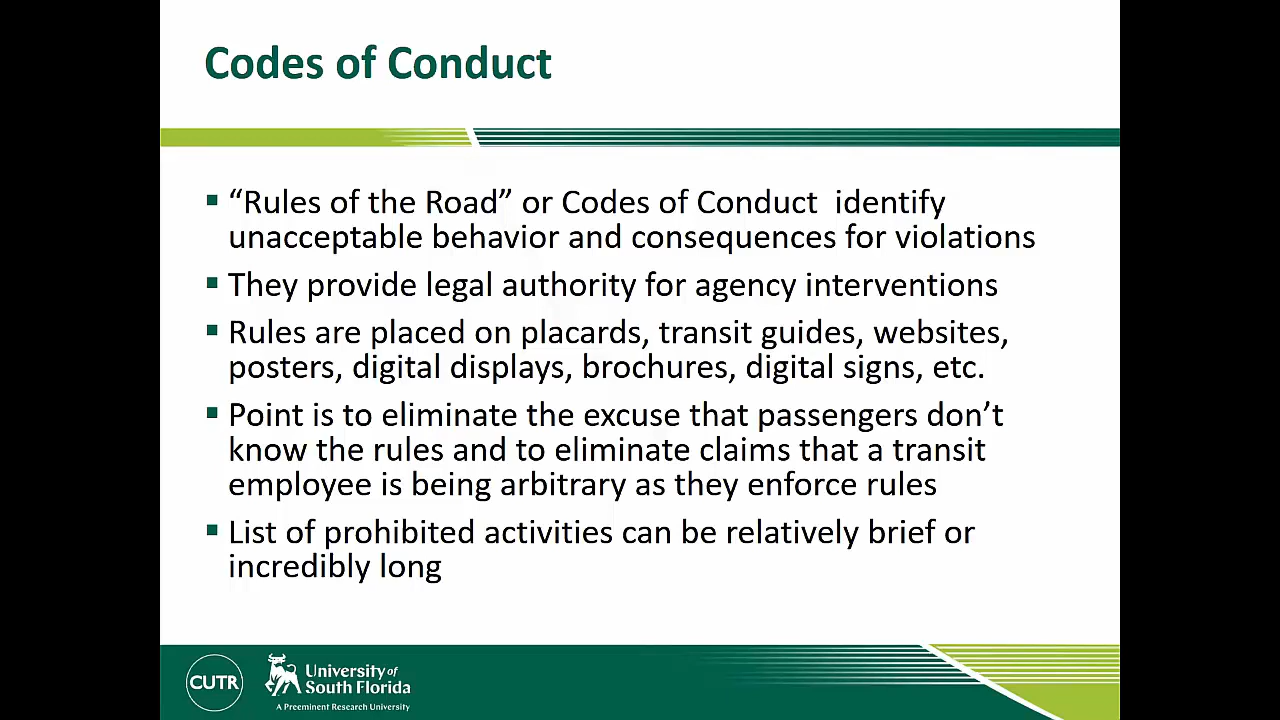 Codes of Conduct
▪ “Rules of the Road” or Codes of Conduct  identify
unacceptable behavior and consequences for violations
▪ They provide legal authority for agency interventions
▪ Rules are placed on placards, transit guides, websites,
posters, digital displays, brochures, digital signs, etc.
▪ Point is to eliminate the excuse that passengers don’t
know the rules and to eliminate claims that a transit
employee is being arbitrary as they enforce rules
▪ List of prohibited activities can be relatively brief or
incredibly long
CUTR
University of
South Florida
A Preeminent Research University